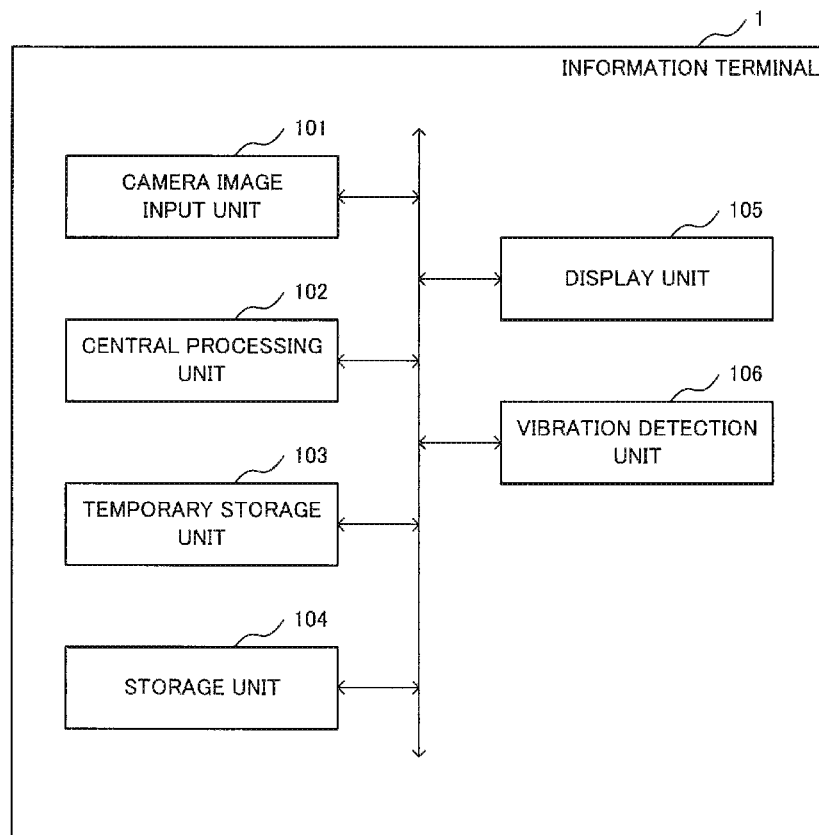 1
INFORMATION TERMINAL
101
CAMERA IMAGE
INPUT UNIT
105
DISPLAY UNIT
102
CENTRAL PROCESSING
UNIT
106
VIBRATION DETECTION
UNIT
103
TEMPORARY STORAGE
UNIT
104
STORAGE UNIT